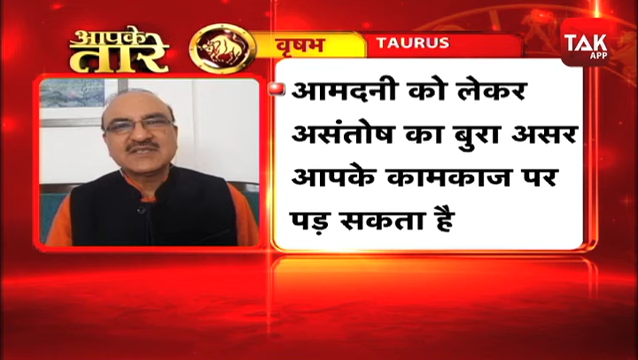 आपके
तारे
वृषभ
TAURUS
TAK
APP
आमदनी को लेकर
असंतोष का बुरा असर
आपके कामकाज पर
पड़ सकता है